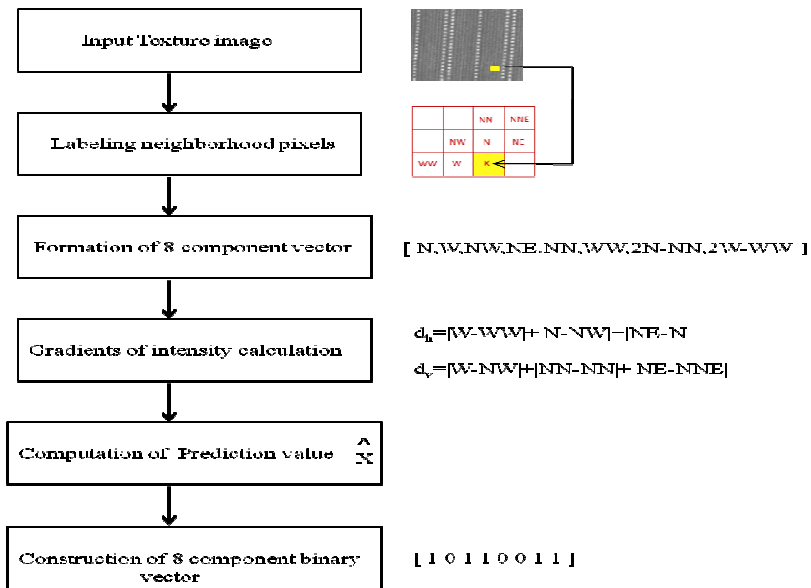 Input Texture image
NN NNE
NW N NE
WW W X
Labeling neighborhood pixels
Formation of 8 component vector
[ N,W,NW,NE,NN,WW,2N-NN,2W-WW ]
Gradients of intensity calculation
dh=|W-WW|+ N-NW|-|NE-N
dv=|W-NW|+|NN-NN|+ NE-NNE|
Computation of Prediction value X̂
Construction of 8 component binary
vector
[ 1 0 1 1 0 0 1 1 ]